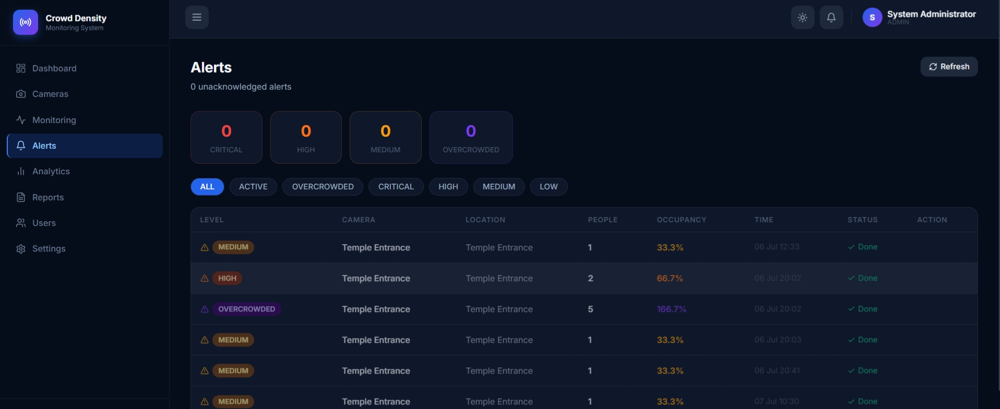 Crowd Density
Monitoring System
S
System Administrator
ADMIN
Dashboard
Cameras
Monitoring
Alerts
Analytics
Reports
Users
Settings
Alerts
0 unacknowledged alerts
Refresh
0
CRITICAL
0
HIGH
0
MEDIUM
0
OVERCROWDED
ALL ACTIVE OVERCROWDED CRITICAL HIGH MEDIUM LOW
LEVEL CAMERA LOCATION PEOPLE OCCUPANCY TIME STATUS ACTION
MEDIUM Temple Entrance Temple Entrance 1 33.3% 06 Jul 12:33 Done
HIGH Temple Entrance Temple Entrance 2 66.7% 06 Jul 20:02 Done
OVERCROWDED Temple Entrance Temple Entrance 5 166.7% 06 Jul 20:02 Done
MEDIUM Temple Entrance Temple Entrance 1 33.3% 06 Jul 20:03 Done
MEDIUM Temple Entrance Temple Entrance 1 33.3% 06 Jul 20:41 Done
MEDIUM Temple Entrance Temple Entrance 1 33.3% 07 Jul 10:30 Done